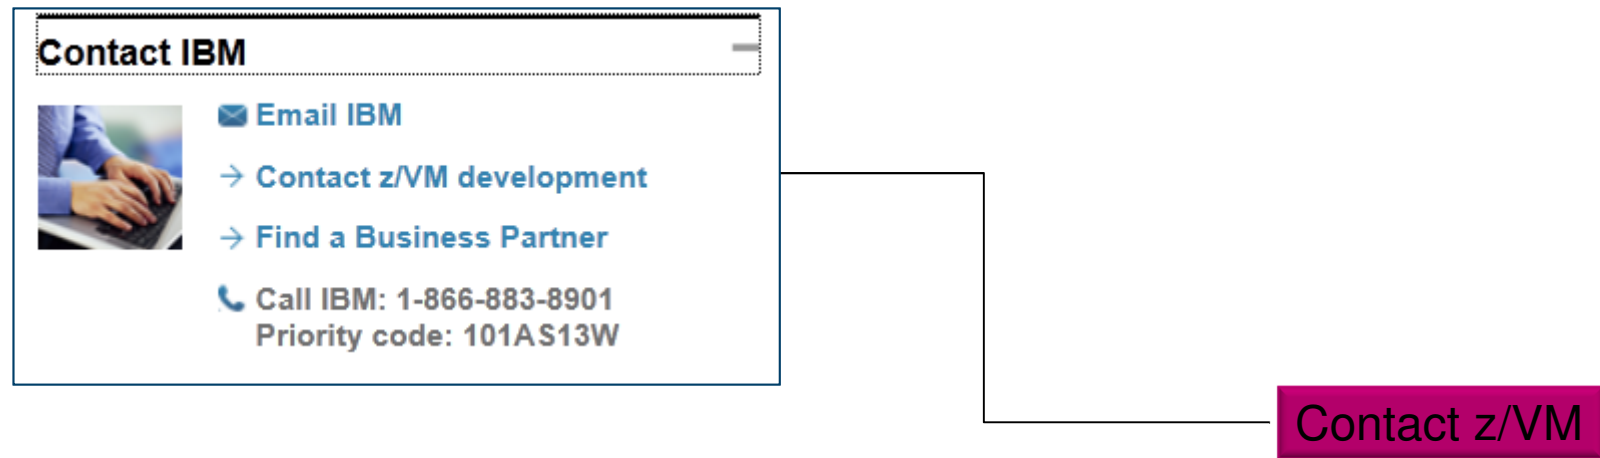 Contact IBM
Email IBM
Contact z/VM development
Find a Business Partner
Call IBM: 1-866-883-8901
Priority code: 101AS13W
Contact z/VM